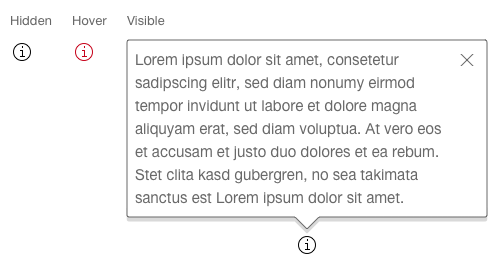 Hidden Hover Visible
Lorem ipsum dolor sit amet, consetetur
sadipscing elitr, sed diam nonumy eirmod
tempor invidunt ut labore et dolore magna
aliquyam erat, sed diam voluptua. At vero eos
et accusam et justo duo dolores et ea rebum.
Stet clita kasd gubergren, no sea takimata
sanctus est Lorem ipsum dolor sit amet.